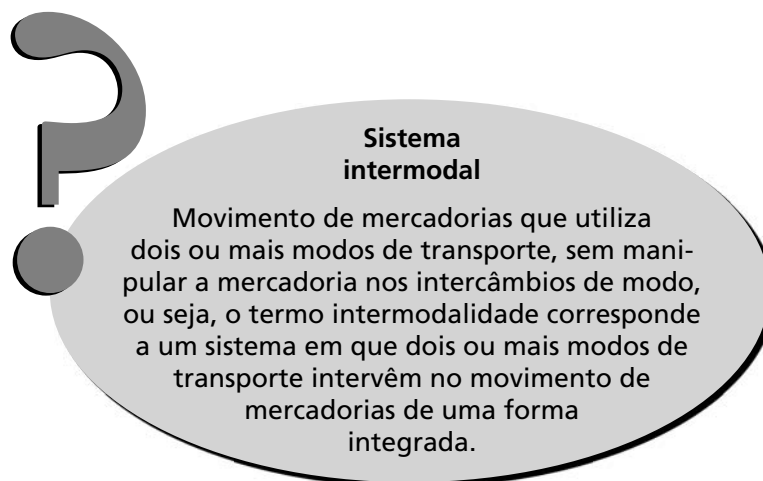 Sistema
intermodal
Movimento de mercadorias que utiliza
dois ou mais modos de transporte, sem mani-
pular a mercadoria nos intercâmbios de modo,
ou seja, o termo intermodalidade corresponde
a um sistema em que dois ou mais modos de
transporte intervêm no movimento de
mercadorias de uma forma
integrada.